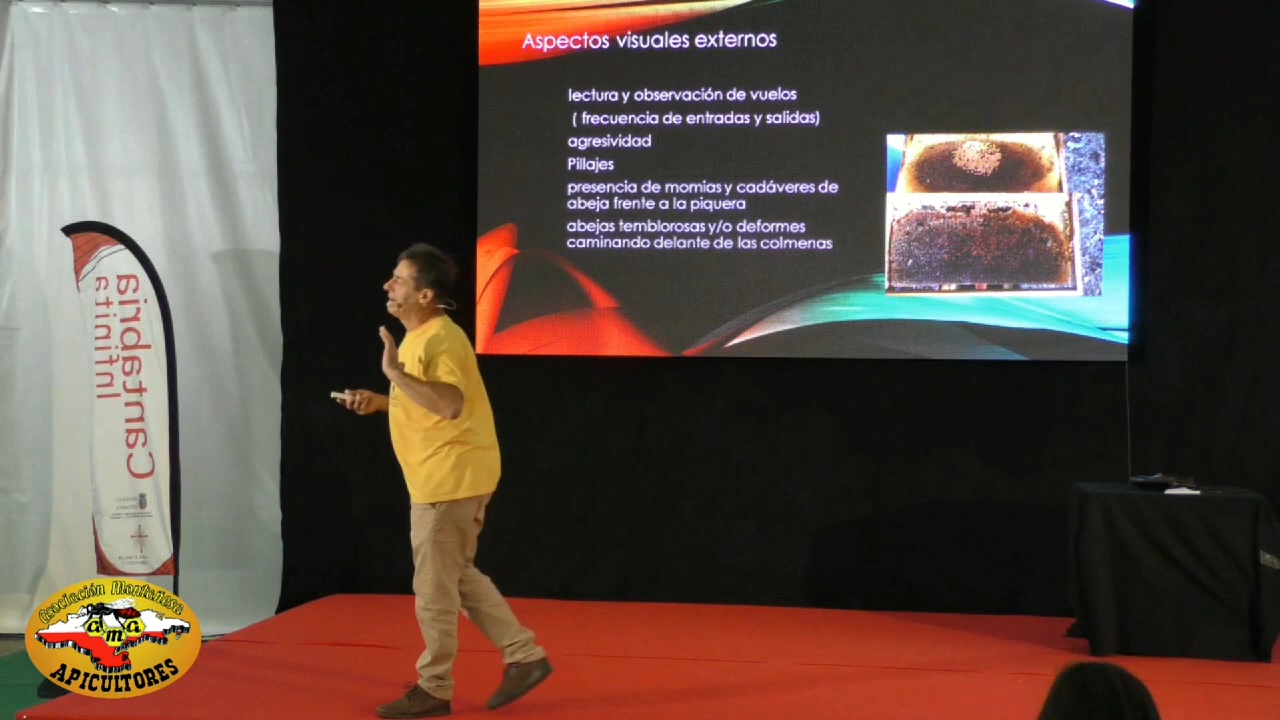 Aspectos visuales externos
lectura y observación de vuelos
( frecuencia de entradas y salidas)
agresividad
Pillajes
presencia de momias y cadáveres de
abeja frente a la piquera
abejas temblorosas y/o deformes
caminando delante de las colmenas
Cantabria
Infinita
Asociación Montañesa
ama
APICULTORES